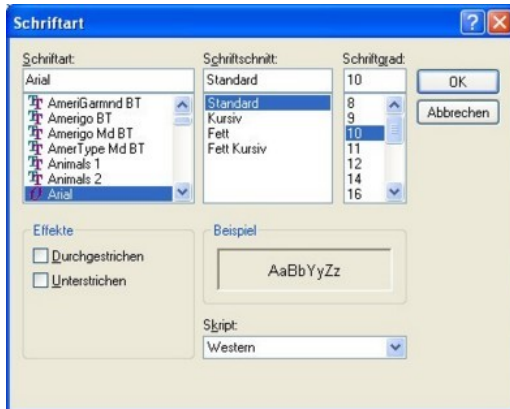 Schriftart
Schriftart:
Arial
AmeriGarmnd BT
Amerigo BT
Amerigo Md BT
AmerType Md BT
Animals 1
Animals 2
Arial
Schriftschnitt:
Standard
Standard
Kursiv
Fett
Fett Kursiv
Schriftgrad:
10
8
9
10
11
12
14
16
OK
Abbrechen
Effekte
Durchgestrichen
Unterstrichen
Beispiel
AaBbYyZz
Skript:
Western